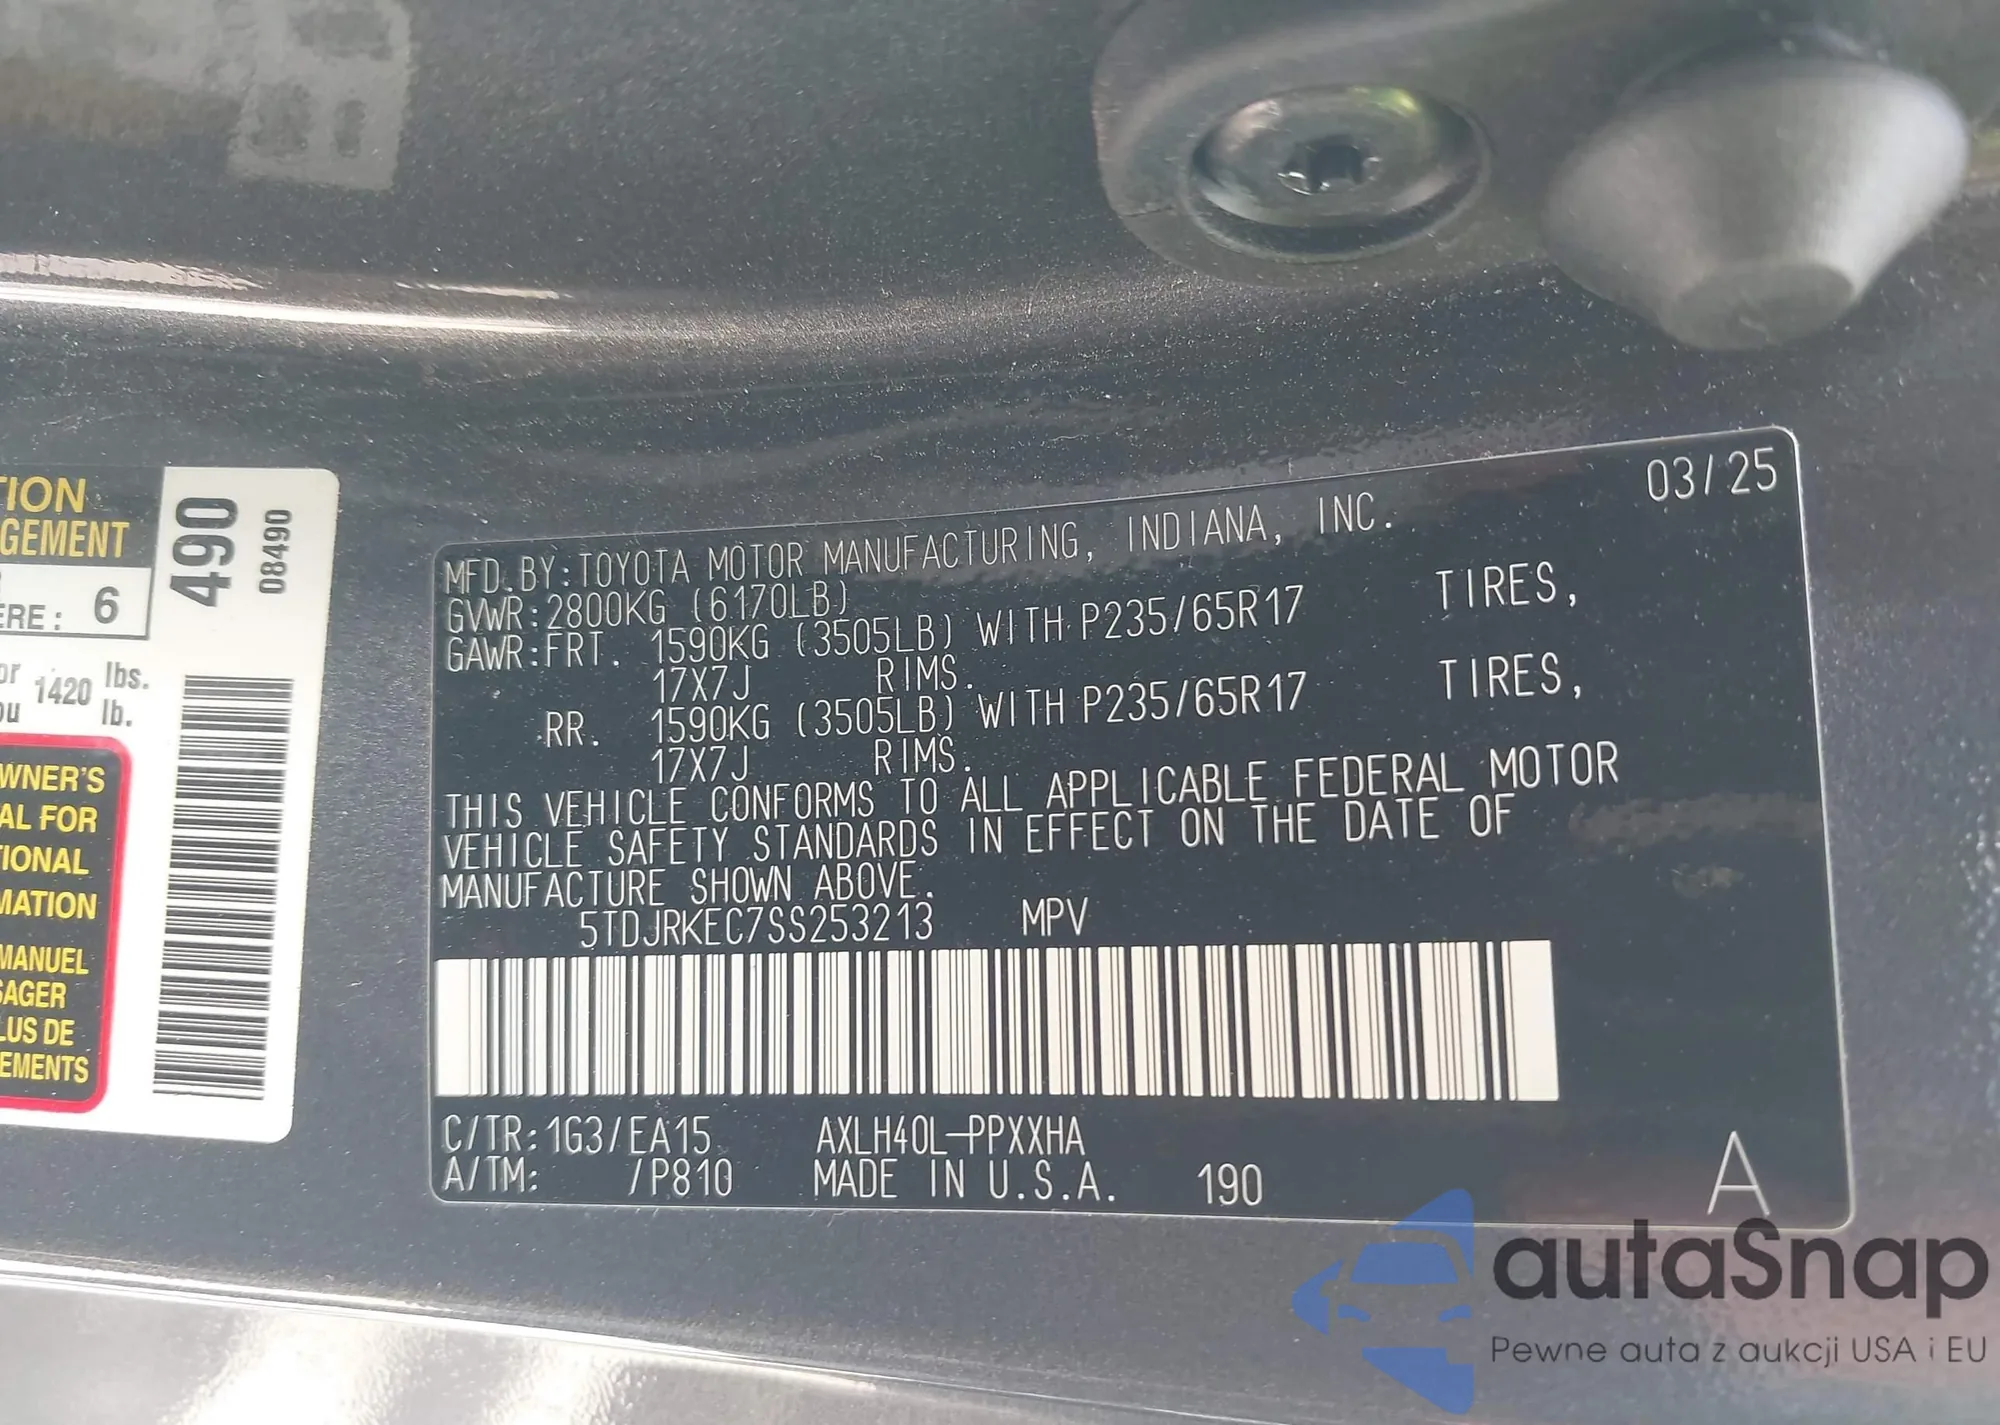 TION
GEMENT
ERE: 6
or
ou
1420
lbs.
lb.
WNER'S
AL FOR
TIONAL
MATION
MANUEL
SAGER
LUS DE
EMENTS
490
08490
03/25
MFD.BY:TOYOTA MOTOR MANUFACTURING, INDIANA, INC.
GVWR:2800KG (6170LB)
GAWR:FRT. 1590KG (3505LB) WITH P235/65R17 TIRES,
17X7J RIMS.
RR. 1590KG (3505LB) WITH P235/65R17 TIRES,
17X7J RIMS.
THIS VEHICLE CONFORMS TO ALL APPLICABLE FEDERAL MOTOR
VEHICLE SAFETY STANDARDS IN EFFECT ON THE DATE OF
MANUFACTURE SHOWN ABOVE.
5TDJRKEC7SS253213 MPV
C/TR:1G3/EA15 AXLH40L-PPXXHA
A/TM: /P810 MADE IN U.S.A. 190
A
autaSnap
Pewne auta z aukcji USA i EU